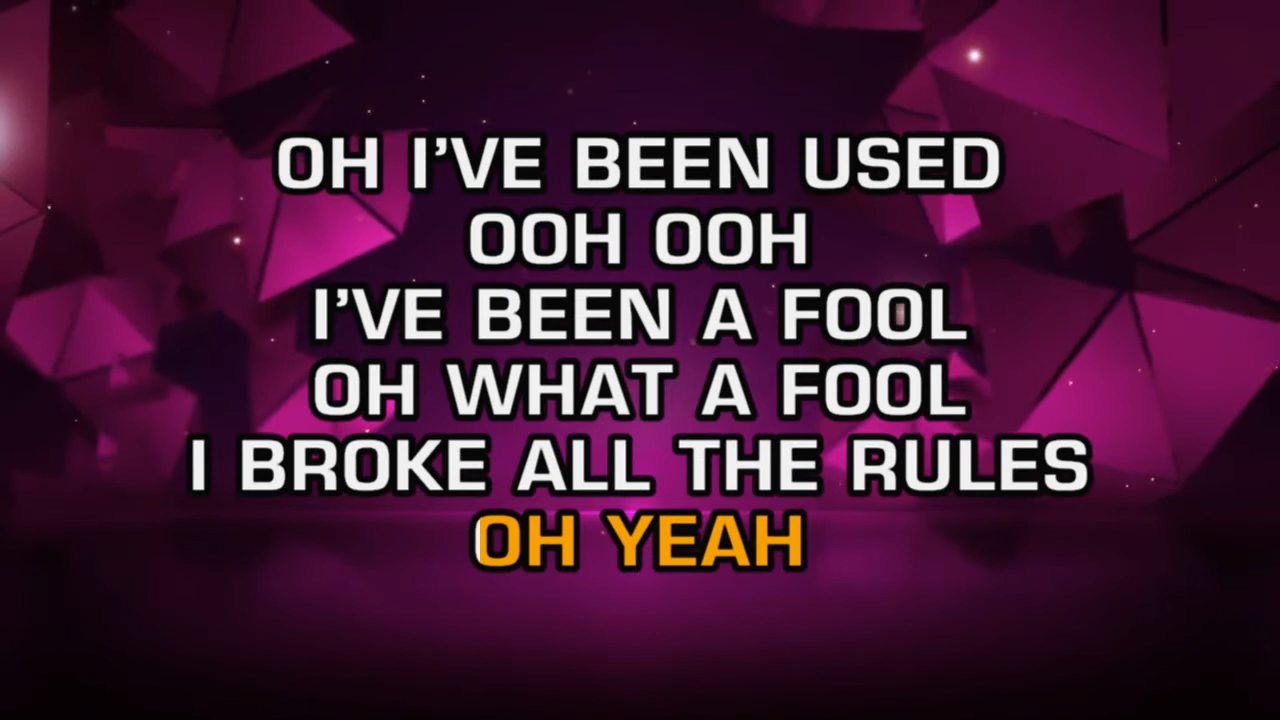 OH I'VE BEEN USED
OOH OOH
I'VE BEEN A FOOL
OH WHAT A FOOL
I BROKE ALL THE RULES
OH YEAH